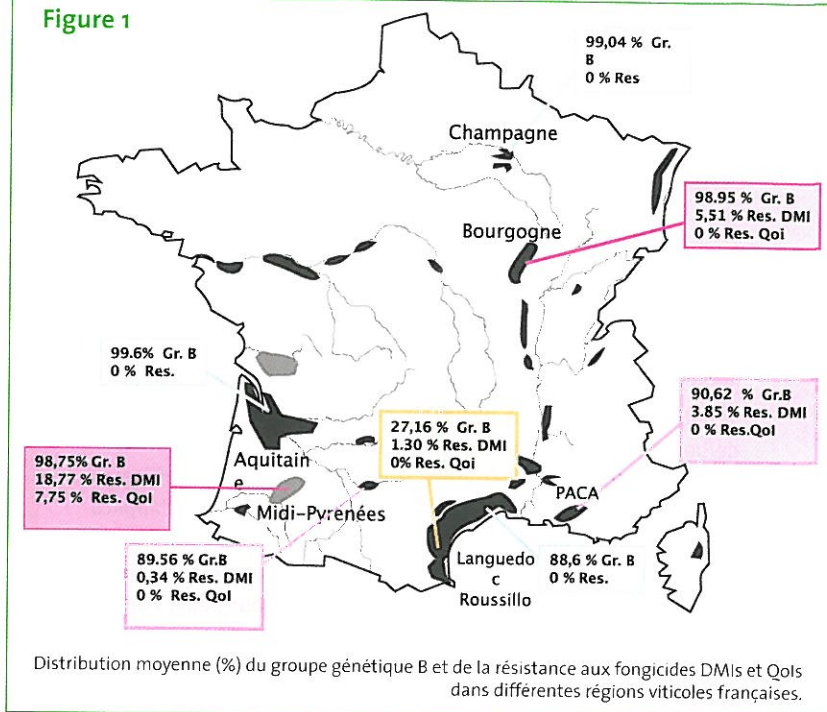 Figure 1
99,04 % Gr.
B
0 % Res
Champagne
98.95 % Gr. B
5,51 % Res. DMI
0 % Res. Qoi
Bourgogne
99.6% Gr. B
0 % Res.
90,62 % Gr.B
3.85 % Res. DMI
0 % Res.QoI
27,16 % Gr. B
1.30 % Res. DMI
0% Res. Qoi
98,75% Gr. B
18,77 % Res. DMI
7,75 % Res. QoI
Aquitain
e
PACA
Midi-Pyrénées
89.56 % Gr.B
0,34 % Res. DMI
0 % Res. QoI
Languedo
c
Roussillo
88,6 % Gr. B
0 % Res.
Distribution moyenne (%) du groupe génétique B et de la résistance aux fongicides DMIs et QoIs
dans différentes régions viticoles françaises.